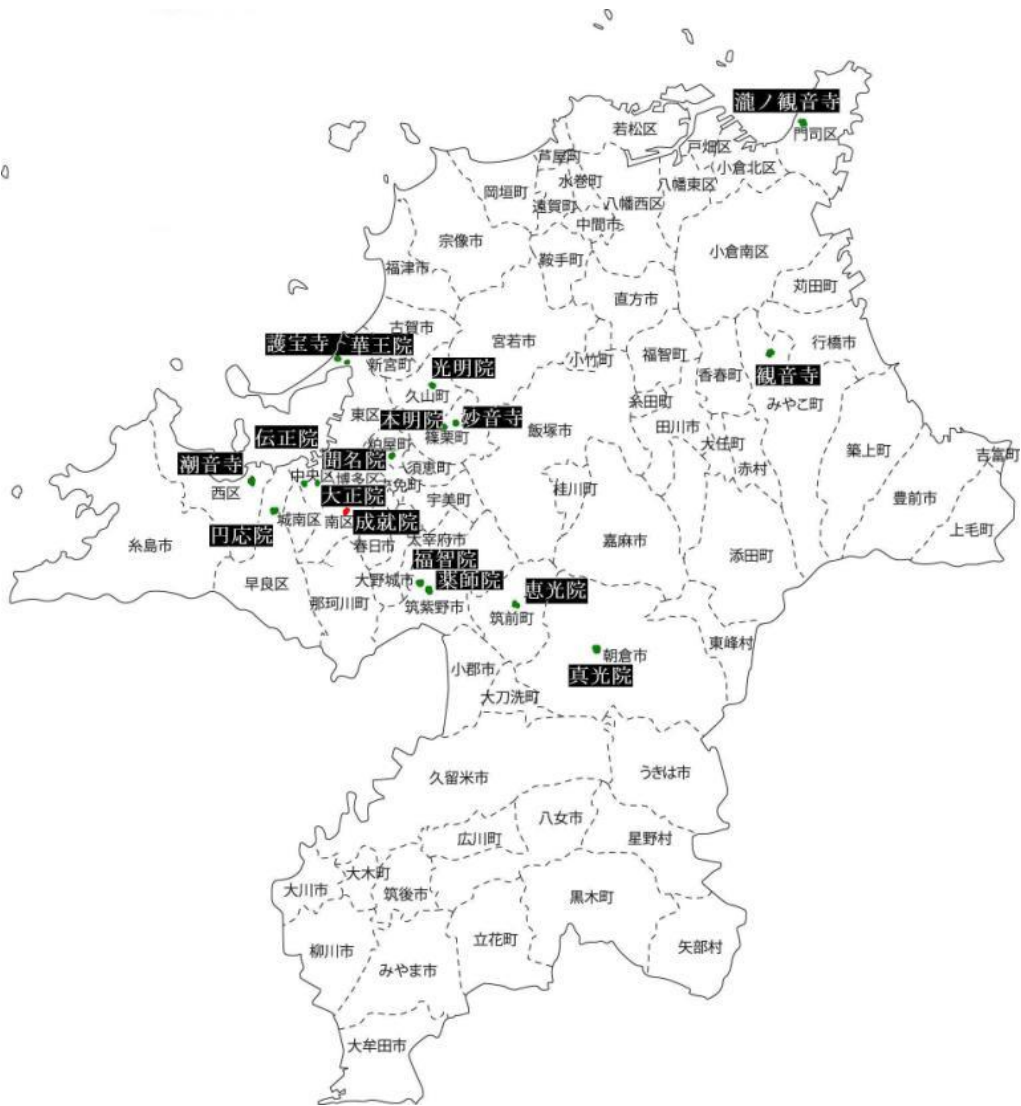 瀧ノ観音寺
門司区
若松区
戸畑区
小倉北区
芦屋町
水巻町
八幡東区
岡垣町
遠賀町
八幡西区
中間市
宗像市
小倉南区
福津市
鞍手町
苅田町
直方市
古賀市
宮若市
行橋市
護宝寺
華王院
新宮町
小竹町
福智町
香春町
観音寺
光明院
久山町
みやこ町
糸田町
東区
本明院
妙音寺
篠栗町
飯塚市
田川市
大任町
伝正院
粕屋町
築上町
吉富町
潮音寺
聞名院
須恵町
赤村
中央区
博多区
西区
大正院
宇美町
桂川町
豊前市
円応院
城南区
南区
成就院
上毛町
糸島市
春日市
太宰府市
嘉麻市
福智院
添田町
早良区
大野城市
薬師院
恵光院
那珂川町
筑紫野市
筑前町
東峰村
朝倉市
小郡市
真光院
大刀洗町
久留米市
うきは市
八女市
広川町
星野村
大木町
大川市
筑後市
黒木町
立花町
柳川市
矢部村
みやま市
大牟田市